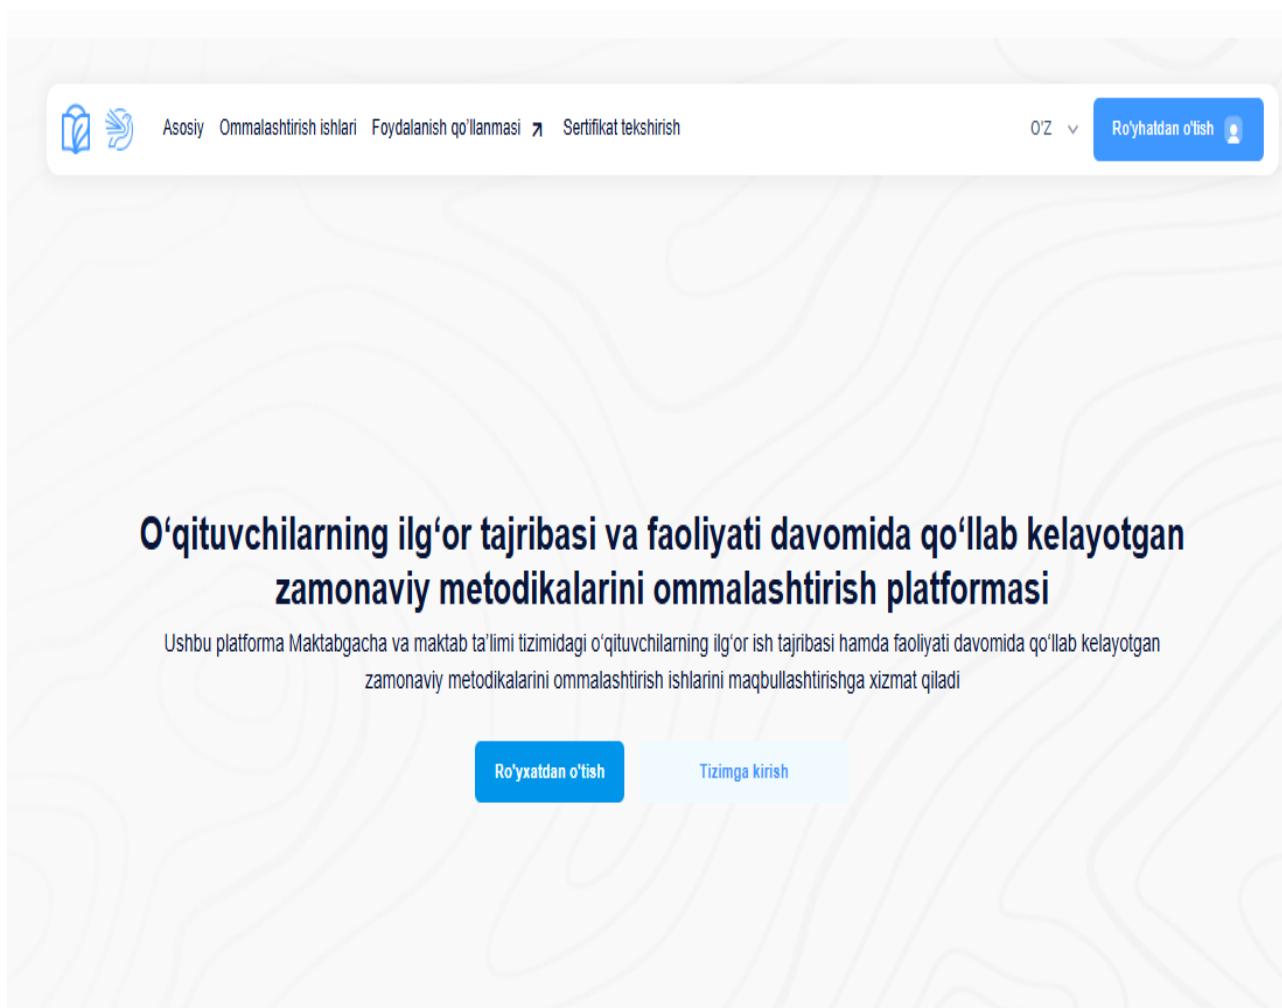 Asosiy Ommalashtirish ishlari Foydalanish qo'llanmasi Sertifikat tekshirish O'Z Ro'yhatdan o'tish
O‘qituvchilarning ilg‘or tajribasi va faoliyati davomida qo‘llab kelayotgan
zamonaviy metodikalarini ommalashtirish platformasi
Ushbu platforma Maktabgacha va maktab ta’limi tizimidagi o‘qituvchilarning ilg‘or ish tajribasi hamda faoliyati davomida qo‘llab kelayotgan
zamonaviy metodikalarini ommalashtirish ishlarini maqbullashtirishga xizmat qiladi
Ro'yxatdan o'tish Tizimga kirish